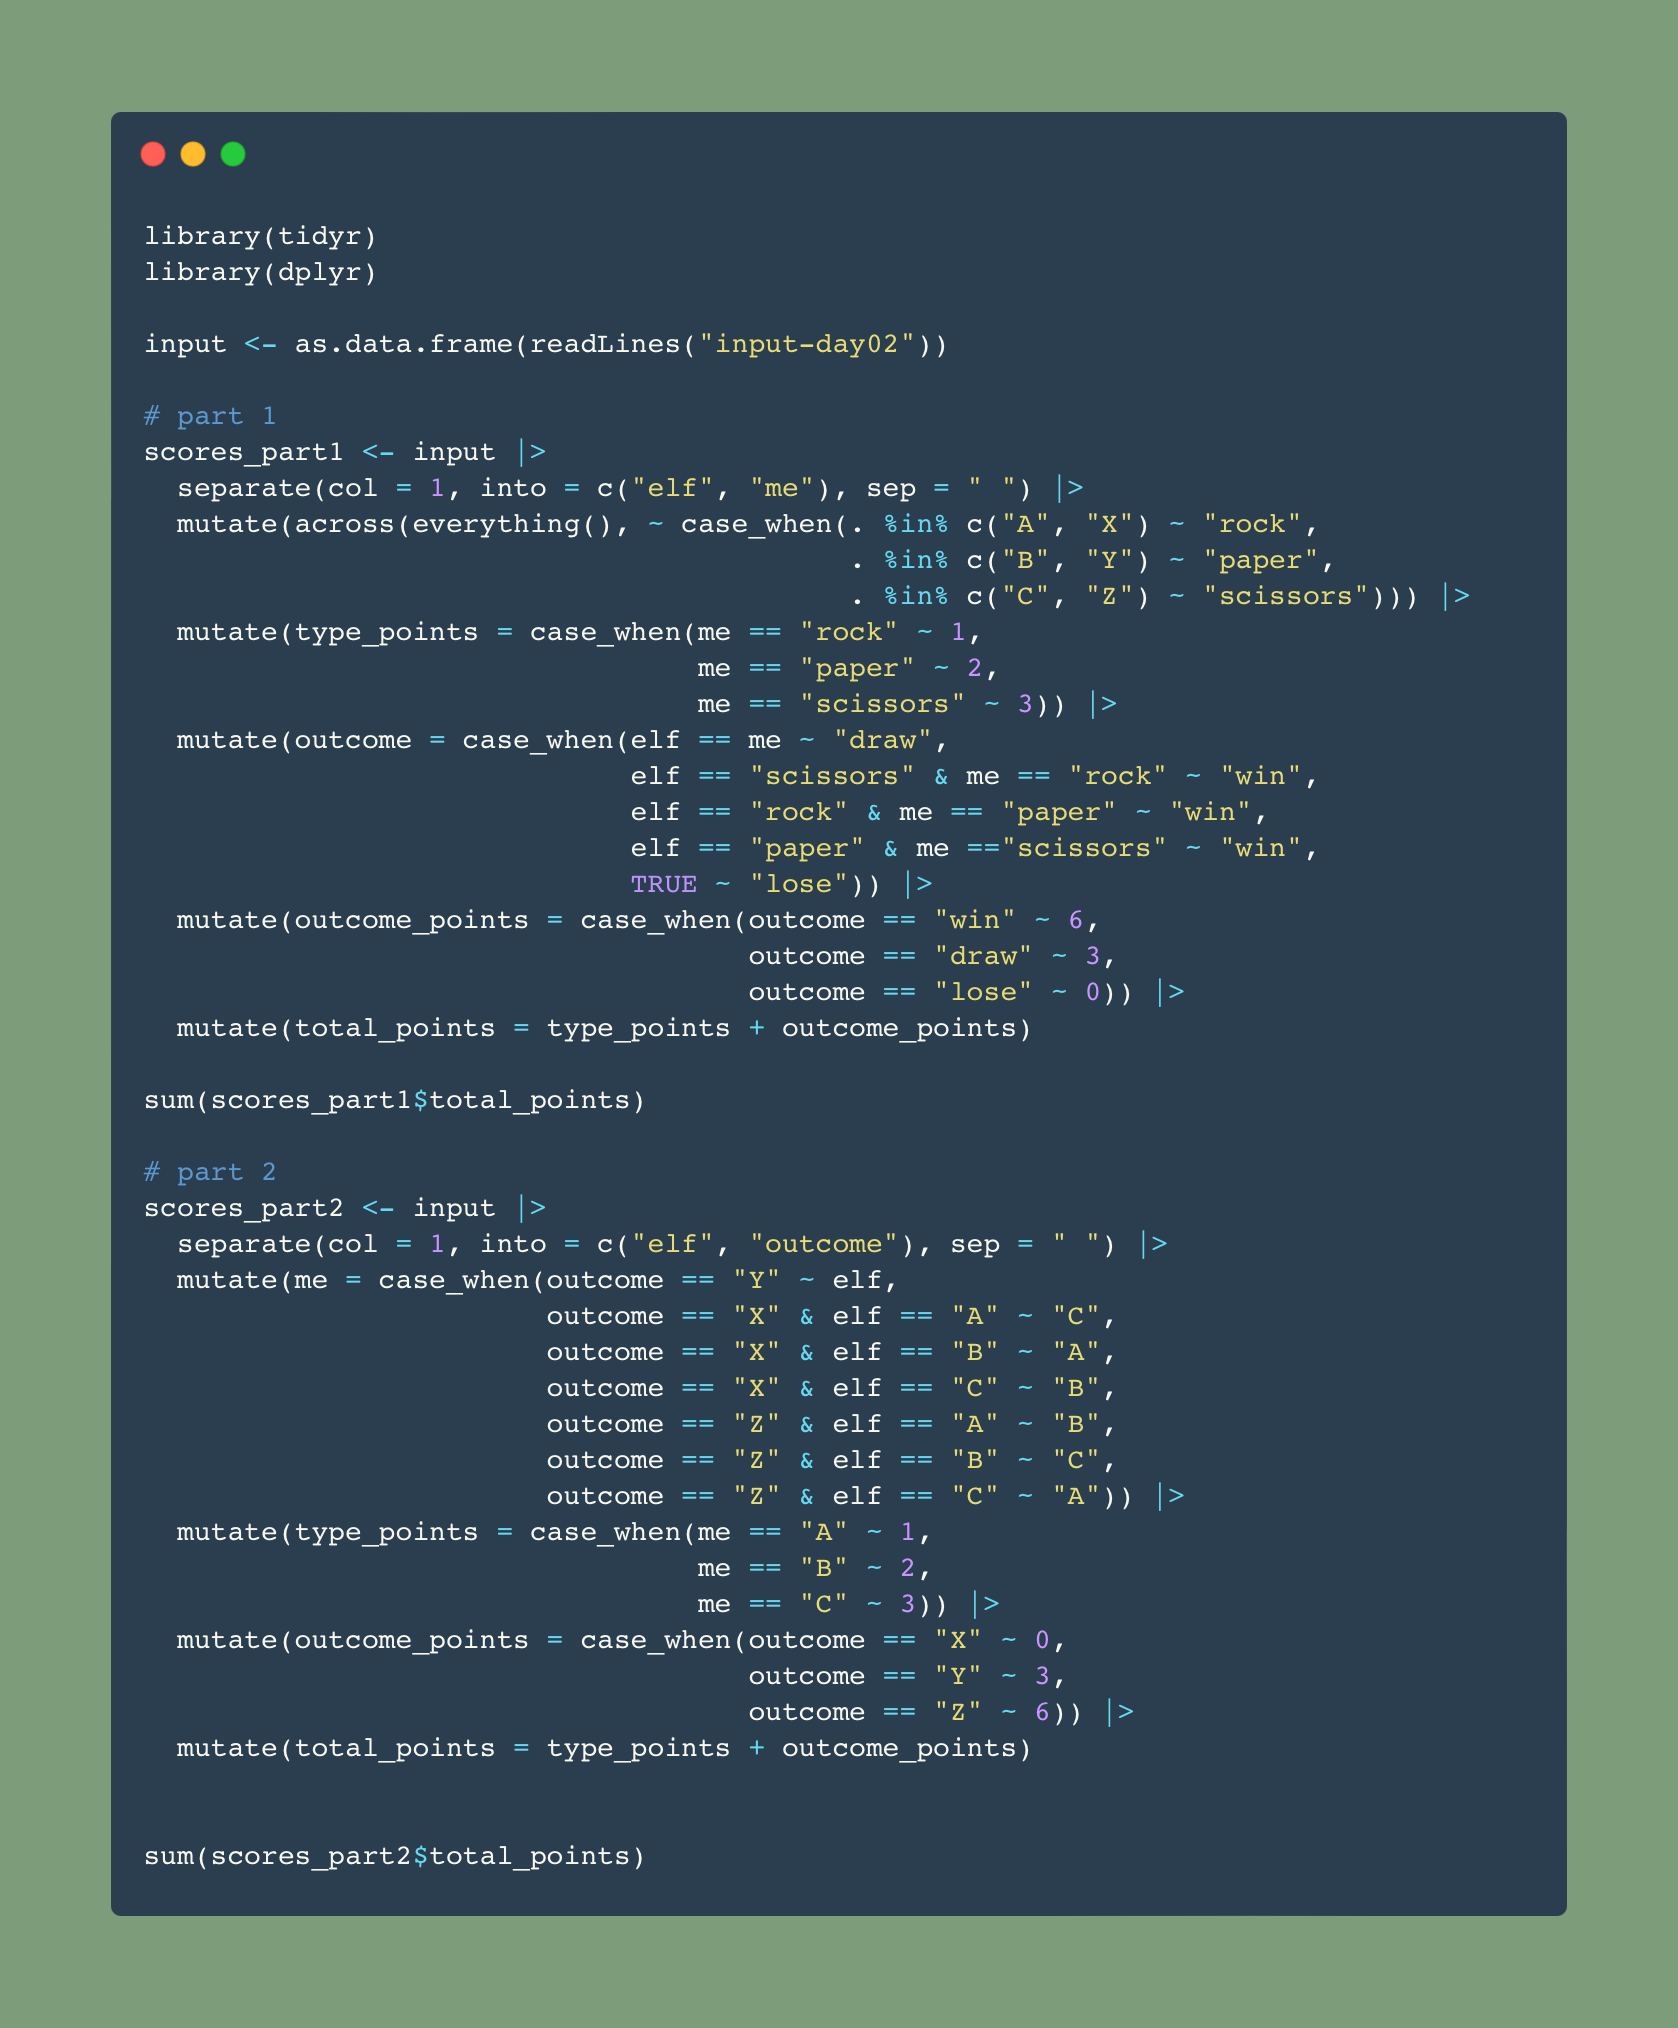 library(tidyr)
library(dplyr)

input <- as.data.frame(readLines("input-day02"))

# part 1
scores_part1 <- input |>
  separate(col = 1, into = c("elf", "me"), sep = " ") |>
  mutate(across(everything(), ~ case_when(. %in% c("A", "X") ~ "rock",
                                          . %in% c("B", "Y") ~ "paper",
                                          . %in% c("C", "Z") ~ "scissors"))) |>
  mutate(type_points = case_when(me == "rock" ~ 1,
                                 me == "paper" ~ 2,
                                 me == "scissors" ~ 3)) |>
  mutate(outcome = case_when(elf == me ~ "draw",
                             elf == "scissors" & me == "rock" ~ "win",
                             elf == "rock" & me == "paper" ~ "win",
                             elf == "paper" & me =="scissors" ~ "win",
                             TRUE ~ "lose")) |>
  mutate(outcome_points = case_when(outcome == "win" ~ 6,
                                    outcome == "draw" ~ 3,
                                    outcome == "lose" ~ 0)) |>
  mutate(total_points = type_points + outcome_points)

sum(scores_part1$total_points)

# part 2
scores_part2 <- input |>
  separate(col = 1, into = c("elf", "outcome"), sep = " ") |>
  mutate(me = case_when(outcome == "Y" ~ elf,
                        outcome == "X" & elf == "A" ~ "C",
                        outcome == "X" & elf == "B" ~ "A",
                        outcome == "X" & elf == "C" ~ "B",
                        outcome == "Z" & elf == "A" ~ "B",
                        outcome == "Z" & elf == "B" ~ "C",
                        outcome == "Z" & elf == "C" ~ "A")) |>
  mutate(type_points = case_when(me == "A" ~ 1,
                                 me == "B" ~ 2,
                                 me == "C" ~ 3)) |>
  mutate(outcome_points = case_when(outcome == "X" ~ 0,
                                    outcome == "Y" ~ 3,
                                    outcome == "Z" ~ 6)) |>
  mutate(total_points = type_points + outcome_points)


sum(scores_part2$total_points)